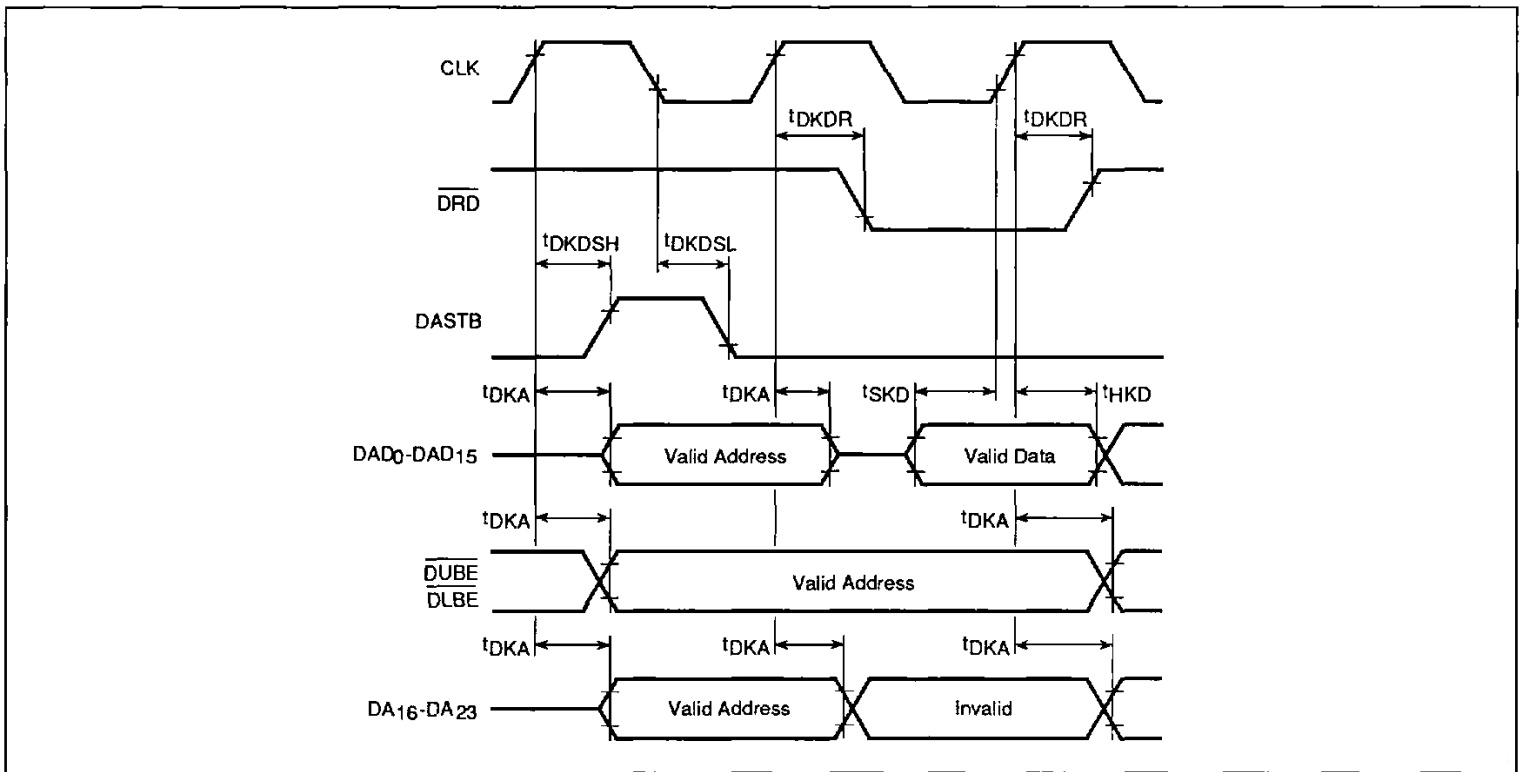 CLK
tDKDR tDKDR
DRD
tDKDSH tDKDSL
DASTB
tDKA tDKA tSKD tHKD
DAD0-DAD15 Valid Address Valid Data
tDKA tDKA
DUBE
DLBE
Valid Address
tDKA tDKA tDKA
DA16-DA23 Valid Address Invalid